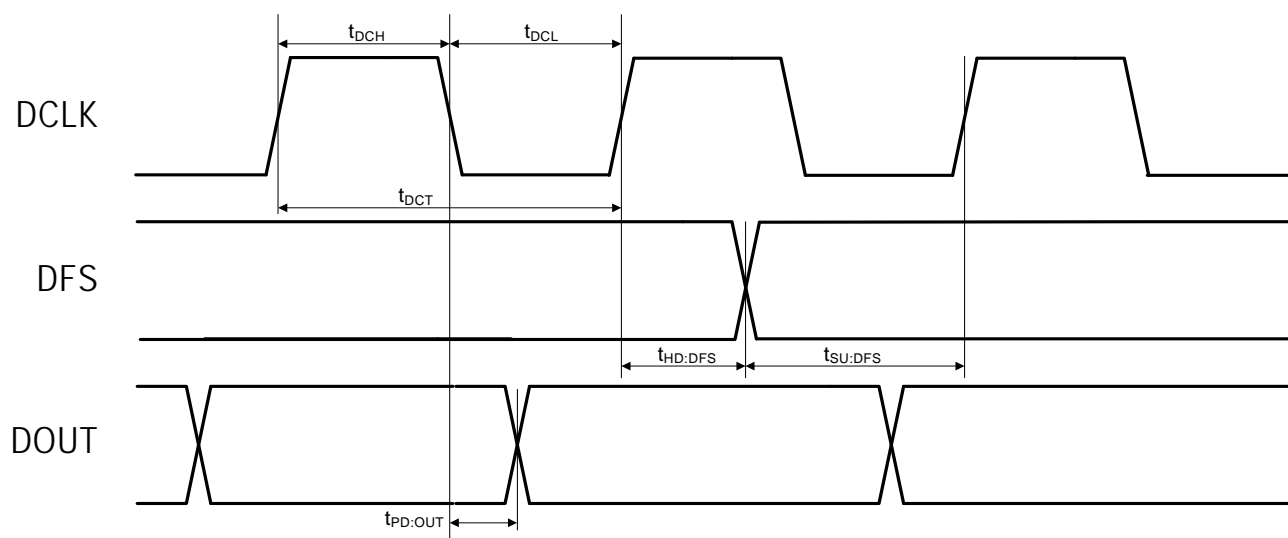 tDCH
tDCL
DCLK
tDCT
DFS
tHD:DFS
tSU:DFS
DOUT
tPD:OUT